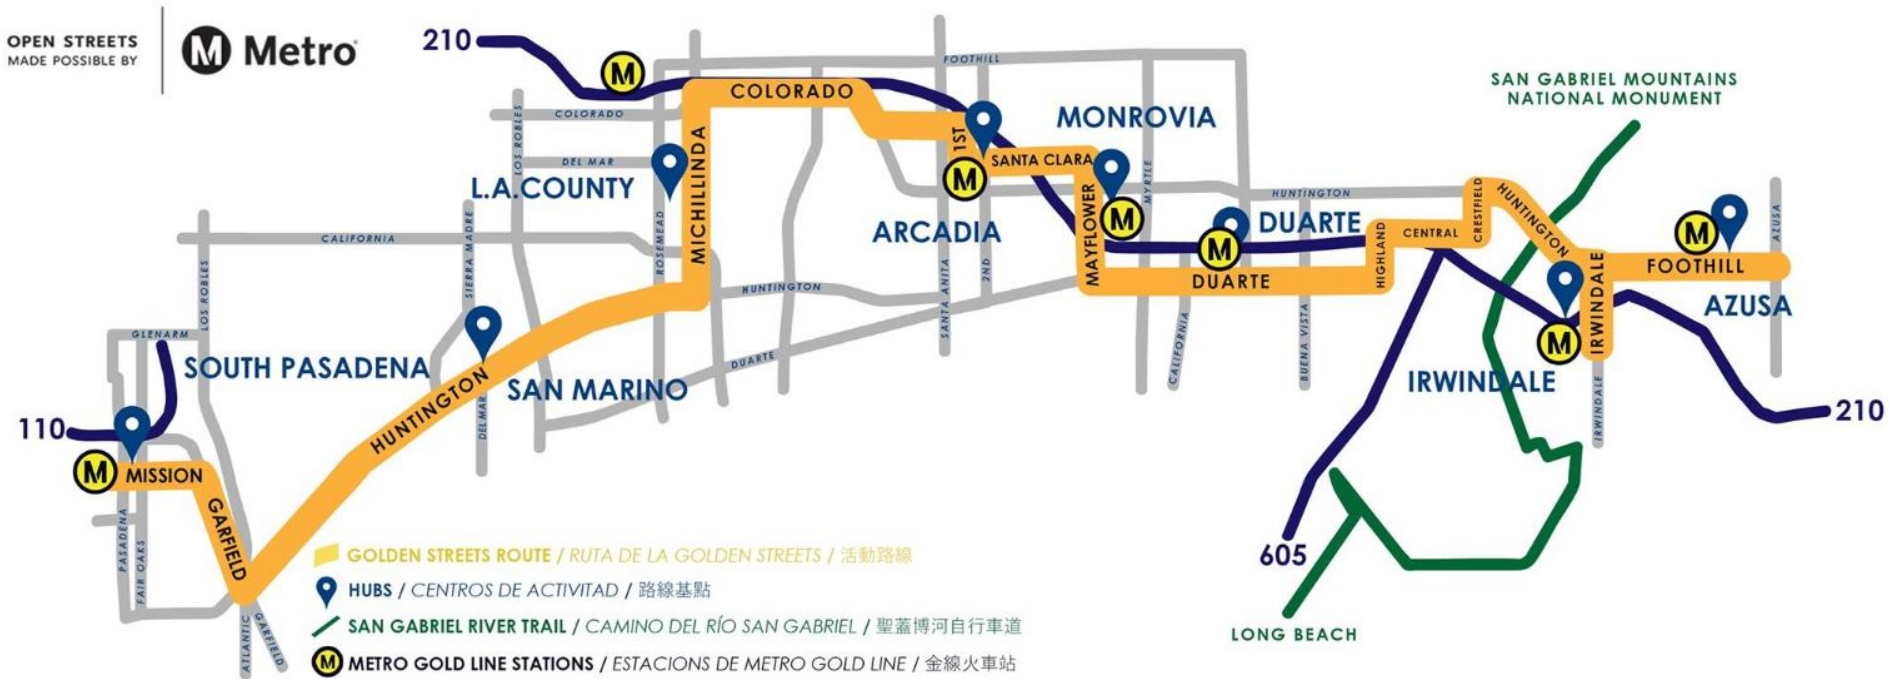 OPEN STREETS
MADE POSSIBLE BY
M Metro
210
M
FOOTHILL
SAN GABRIEL MOUNTAINS
NATIONAL MONUMENT
COLORADO
COLORADO
LOS ROBLES
MICHILLINDA
1ST
MONROVIA
DEL MAR
SANTA CLARA
M
L.A.COUNTY
MYRTLE
HUNTINGTON
CRESTFIELD
HUNTINGTON
AZUSA
M
ROSEMEAD
SIERRA MADRE
ARCADIA
MAYFLOWER
M
DUARTE
M
CALIFORNIA
HIGHLAND
CENTRAL
LOS ROBLES
SANTA ANITA
2ND
IRWINDALE
FOOTHILL
HUNTINGTON
DUARTE
AZUSA
GLENARM
CALIFORNIA
BUENA VISTA
M
SOUTH PASADENA
DUARTE
SAN MARINO
IRWINDALE
IRWINDALE
HUNTINGTON
DEL MAR
110
210
M
MISSION
GARFIELD
PASADENA
FAIR OAKS
ATLANTIC
GARFIELD
605
LONG BEACH
GOLDEN STREETS ROUTE / RUTA DE LA GOLDEN STREETS / 活動路線
HUBS / CENTROS DE ACTIVITAD / 路線基點
SAN GABRIEL RIVER TRAIL / CAMINO DEL RÍO SAN GABRIEL / 聖蓋博河自行車道
M METRO GOLD LINE STATIONS / ESTACIONS DE METRO GOLD LINE / 金線火車站